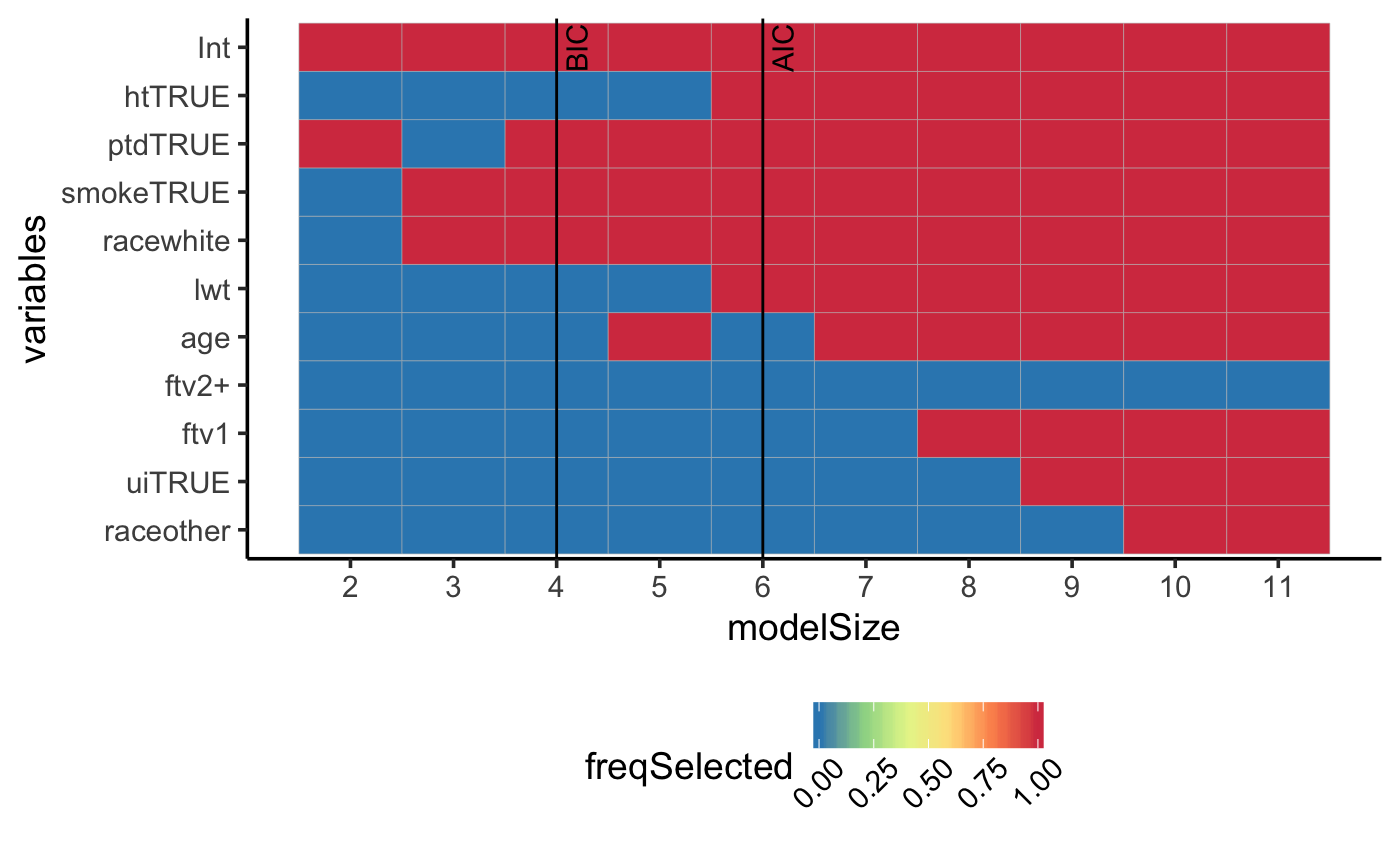 Int
htTRUE
ptdTRUE
smokeTRUE
racewhite
lwt
age
ftv2+
ftv1
uiTRUE
raceother
variables
BIC
AIC
2 3 4 5 6 7 8 9 10 11
modelSize
freqSelected
0.00 0.25 0.50 0.75 1.00